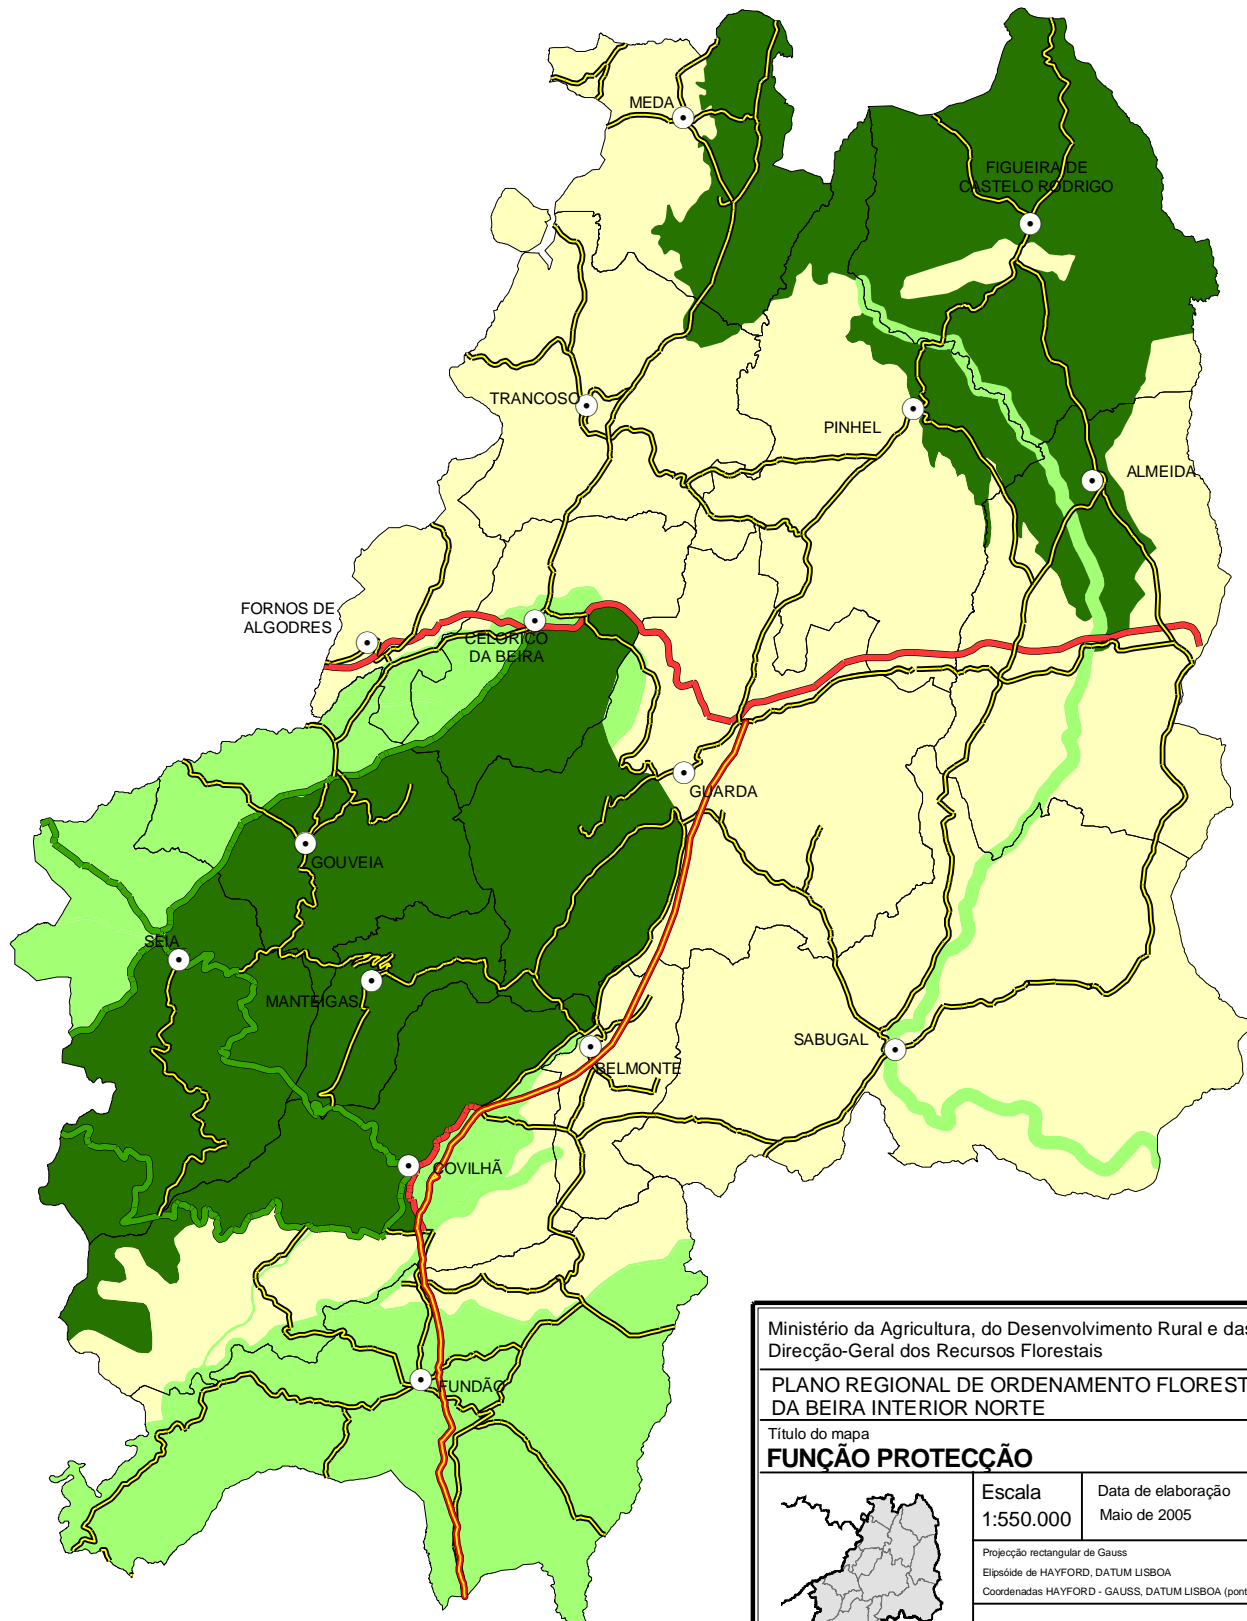 MEDA
FIGUEIRA DE
CASTELO RODRIGO
TRANCOSO
PINHEL
ALMEIDA
FORNOS DE
ALGODRES
CELORICO
DA BEIRA
GUARDA
GOUVEIA
SEIA
MANTEIGAS
SABUGAL
BELMONTE
COVILHÃ
FUNDÃO
Ministério da Agricultura, do Desenvolvimento Rural e das
Direcção-Geral dos Recursos Florestais
PLANO REGIONAL DE ORDENAMENTO FLOREST
DA BEIRA INTERIOR NORTE
Título do mapa
FUNÇÃO PROTECÇÃO
Escala
1:550.000
Data de elaboração
Maio de 2005
Projecção rectangular de Gauss
Elipsóide de HAYFORD, DATUM LISBOA
Coordenadas HAYFORD - GAUSS, DATUM LISBOA (pont